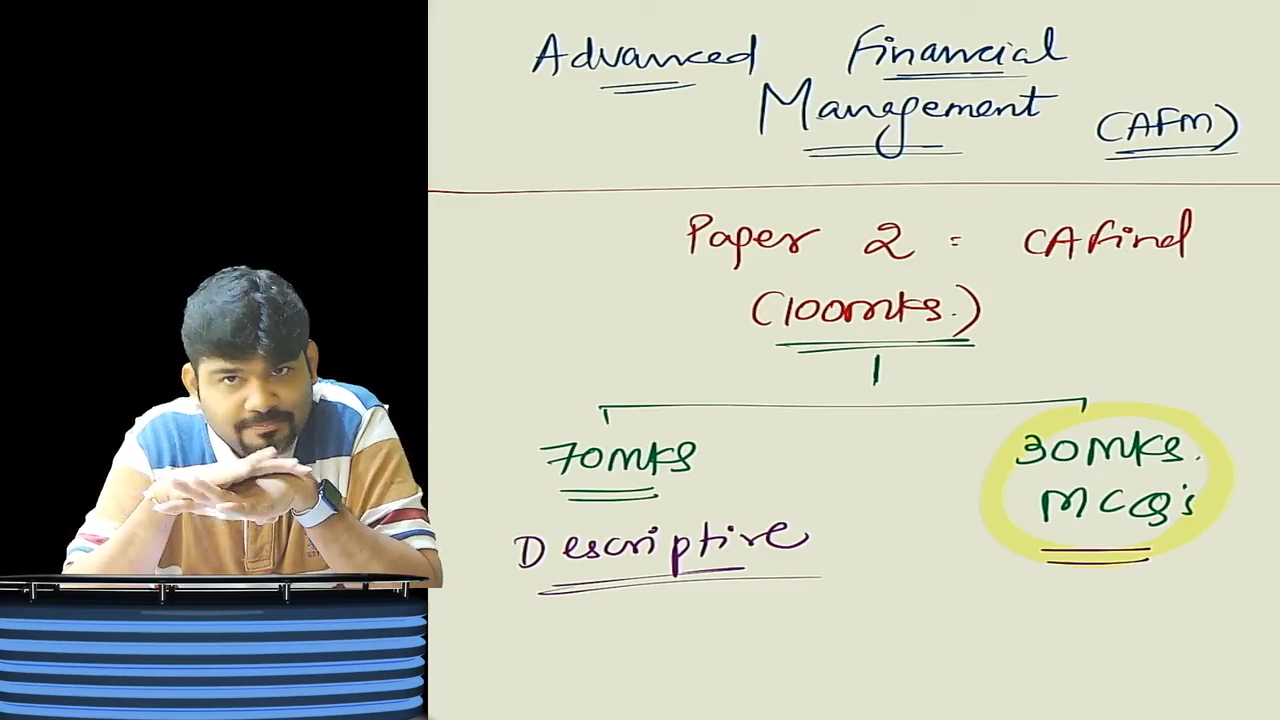 Advanced Financial
Management (AFM)
Paper 2 = CA Final
(100mks.)
70MKS
30MKS.
MCQ's
Descriptive